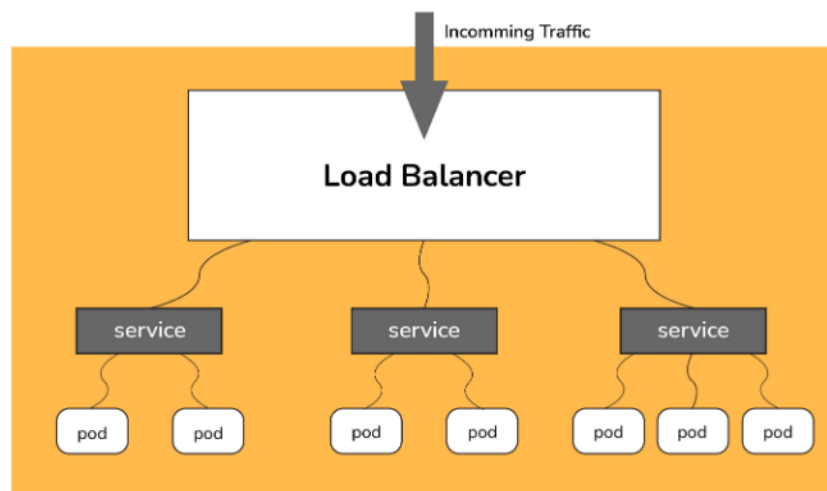 Incomming Traffic
Load Balancer
service
service
service
pod
pod
pod
pod
pod
pod
pod